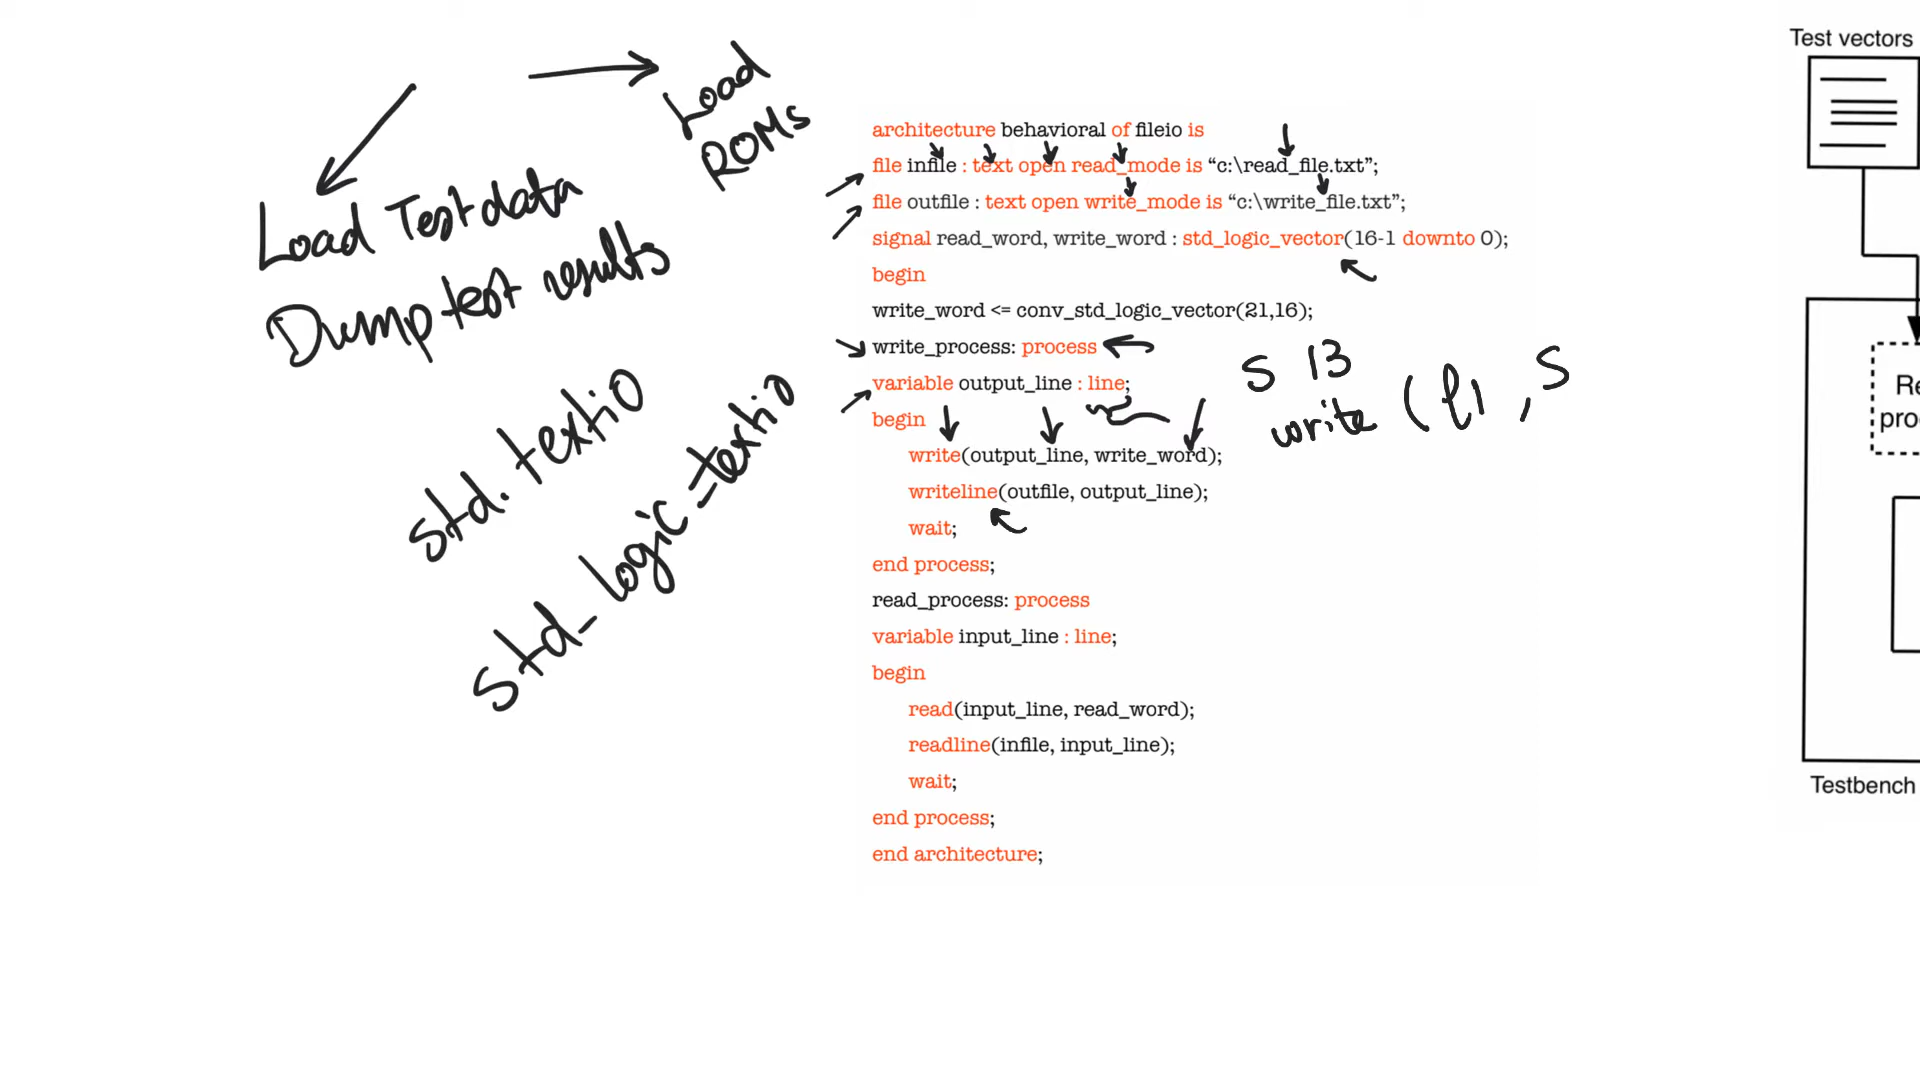 Load
ROMs
Load Test data
Dump test results
std.textio
std_logic_textio
architecture behavioral of fileio is
file infile : text open read_mode is “c:\read_file.txt”;
file outfile : text open write_mode is “c:\write_file.txt”;
signal read_word, write_word : std_logic_vector(16-1 downto 0);
begin
write_word <= conv_std_logic_vector(21,16);
write_process: process
variable output_line : line;
begin
write(output_line, write_word);
writeline(outfile, output_line);
wait;
end process;
read_process: process
variable input_line : line;
begin
read(input_line, read_word);
readline(infile, input_line);
wait;
end process;
end architecture;
S 13
write (l1, S
Test vectors
Re
pro
Testbench